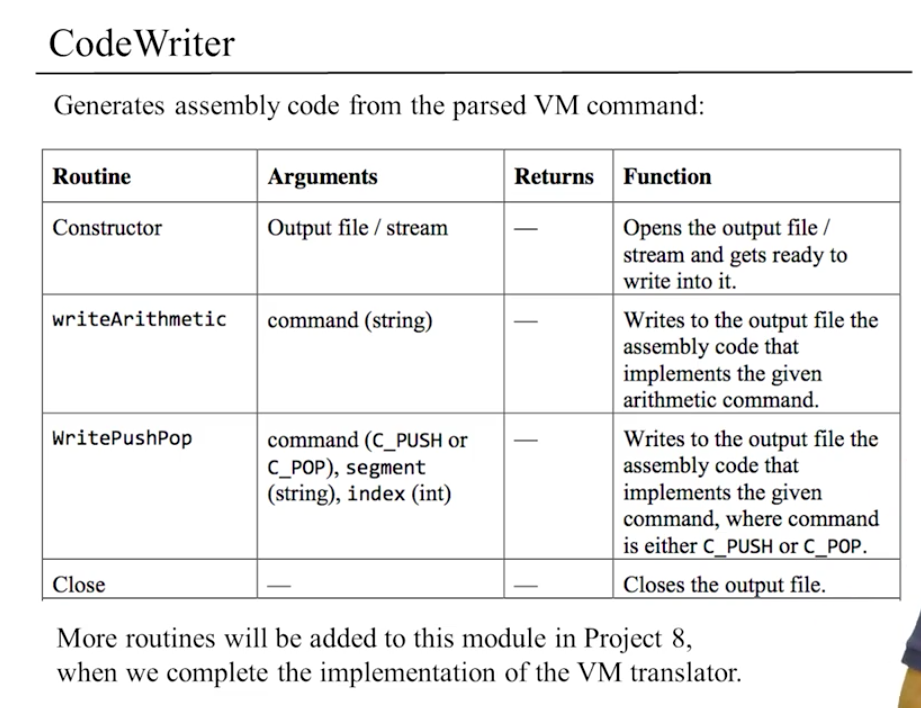 CodeWriter
Generates assembly code from the parsed VM command:
Routine Arguments Returns Function
Constructor Output file / stream — Opens the output file /
stream and gets ready to
write into it.
writeArithmetic command (string) — Writes to the output file the
assembly code that
implements the given
arithmetic command.
WritePushPop command (C_PUSH or — Writes to the output file the
C_POP), segment assembly code that
(string), index (int) implements the given
command, where command
is either C_PUSH or C_POP.
Close — — Closes the output file.
More routines will be added to this module in Project 8,
when we complete the implementation of the VM translator.